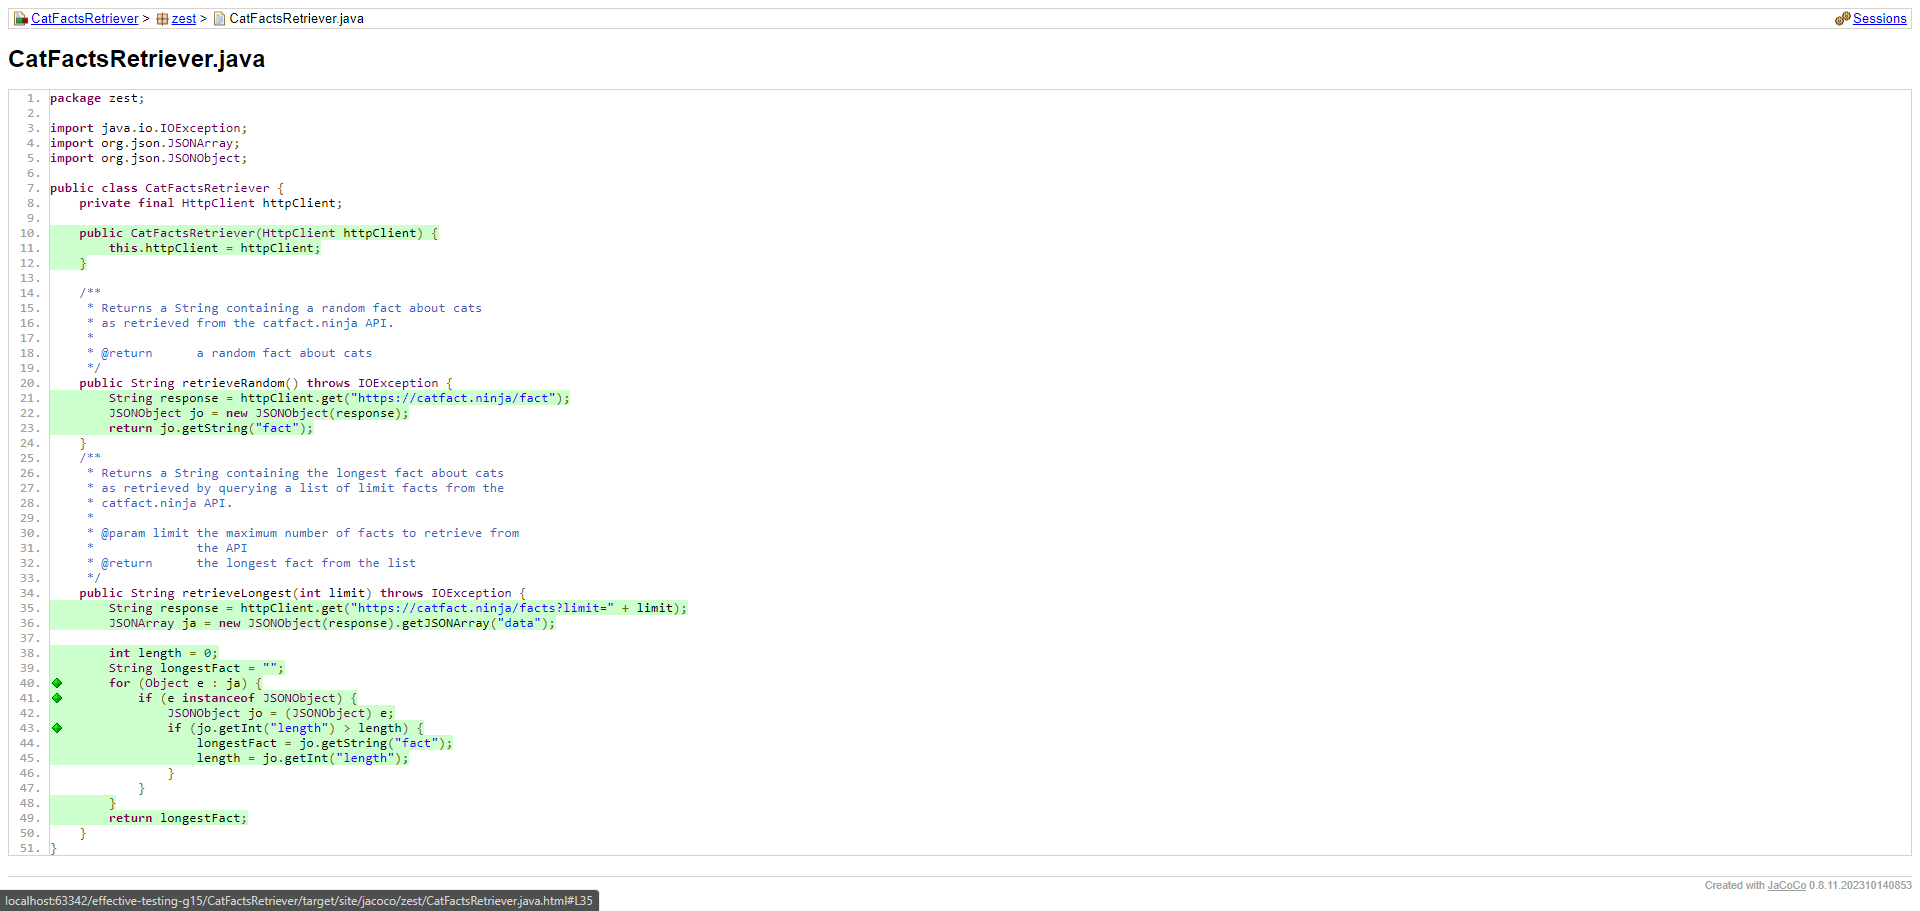 CatFactsRetriever > zest > CatFactsRetriever.java Sessions
CatFactsRetriever.java
1. package zest;
2.
3. import java.io.IOException;
4. import org.json.JSONArray;
5. import org.json.JSONObject;
6.
7. public class CatFactsRetriever {
8.     private final HttpClient httpClient;
9.
10.     public CatFactsRetriever(HttpClient httpClient) {
11.         this.httpClient = httpClient;
12.     }
13.
14.     /**
15.      * Returns a String containing a random fact about cats
16.      * as retrieved from the catfact.ninja API.
17.      *
18.      * @return      a random fact about cats
19.      */
20.     public String retrieveRandom() throws IOException {
21.         String response = httpClient.get("https://catfact.ninja/fact");
22.         JSONObject jo = new JSONObject(response);
23.         return jo.getString("fact");
24.     }
25.     /**
26.      * Returns a String containing the longest fact about cats
27.      * as retrieved by querying a list of limit facts from the
28.      * catfact.ninja API.
29.      *
30.      * @param limit the maximum number of facts to retrieve from
31.      *              the API
32.      * @return      the longest fact from the list
33.      */
34.     public String retrieveLongest(int limit) throws IOException {
35.         String response = httpClient.get("https://catfact.ninja/facts?limit=" + limit);
36.         JSONArray ja = new JSONObject(response).getJSONArray("data");
37.
38.         int length = 0;
39.         String longestFact = "";
40.         for (Object e : ja) {
41.             if (e instanceof JSONObject) {
42.                 JSONObject jo = (JSONObject) e;
43.                 if (jo.getInt("length") > length) {
44.                     longestFact = jo.getString("fact");
45.                     length = jo.getInt("length");
46.                 }
47.             }
48.         }
49.         return longestFact;
50.     }
51. }
Created with JaCoCo 0.8.11.202310140853
localhost:63342/effective-testing-g15/CatFactsRetriever/target/site/jacoco/zest/CatFactsRetriever.java.html#L35